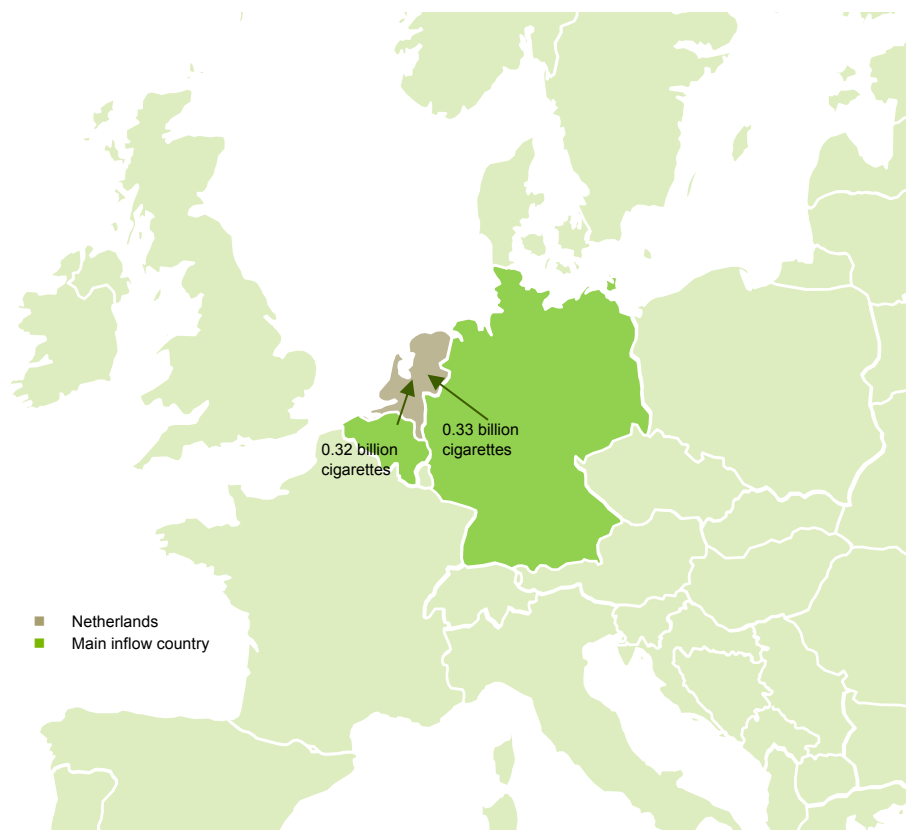 0.33 billion
cigarettes
0.32 billion
cigarettes
Netherlands
Main inflow country